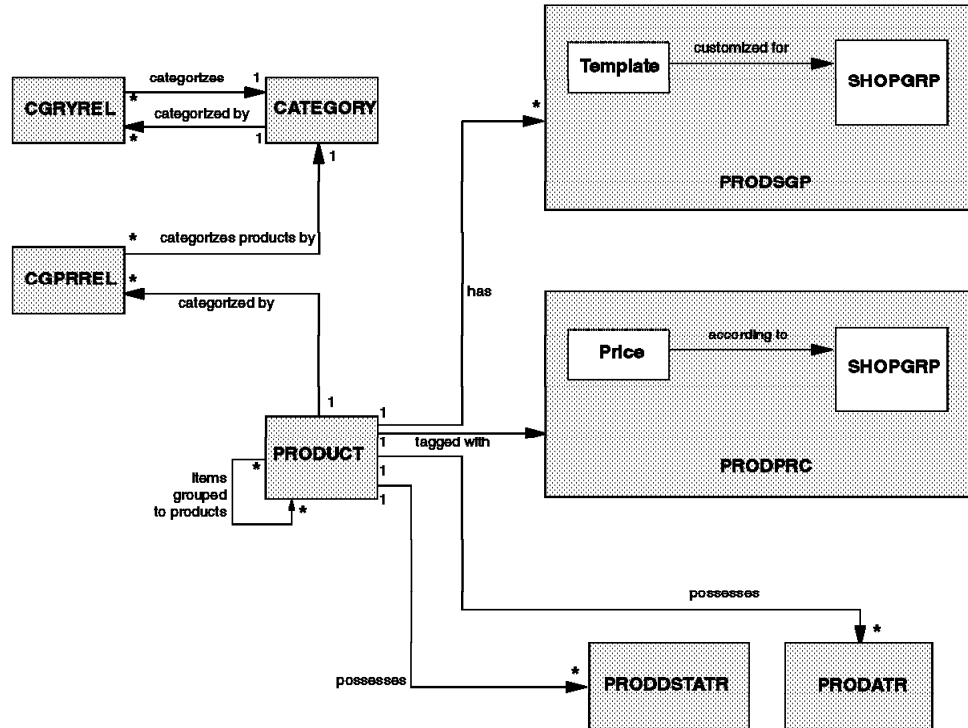 Template
customized for
SHOPGRP
PRODSGP
categorizes
1
*
CGRYREL
CATEGORY
categorized by
*
1
1
*
*
categorizes products by
CGPRREL
*
categorized by
has
Price
according to
SHOPGRP
PRODPRC
1
1
tagged with
1
PRODUCT
*
1
1
Items
grouped
to products
*
possesses
*
possesses
*
PRODDSTATR
PRODATR